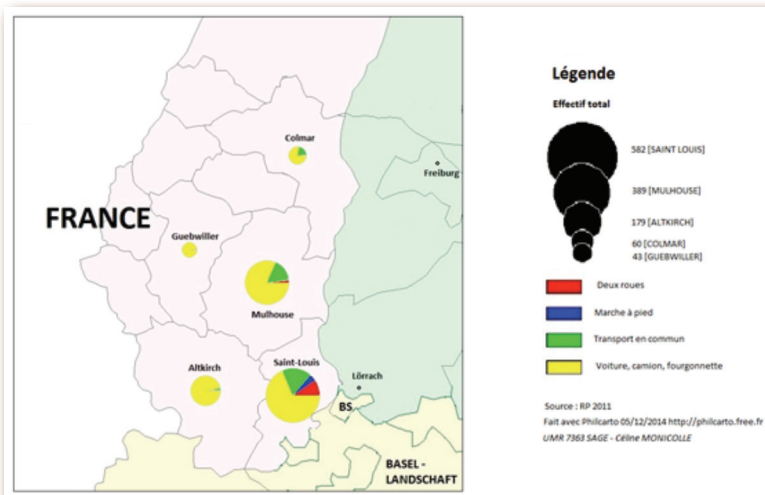 Colmar
Freiburg
FRANCE
Guebwiller
Mulhouse
Altkirch
Saint-Louis
Lörrach
BS
BASEL -
LANDSCHAFT
Légende
Effectif total
582 [SAINT LOUIS]
389 [MULHOUSE]
179 [ALTKIRCH]
60 [COLMAR]
43 [GUEBWILLER]
Deux roues
Marche à pied
Transport en commun
Voiture, camion, fourgonnette
Source : RP 2011
Fait avec Philcarto 05/12/2014 http://philcarto.free.fr
UMR 7363 SAGE - Céline MONICOLLE